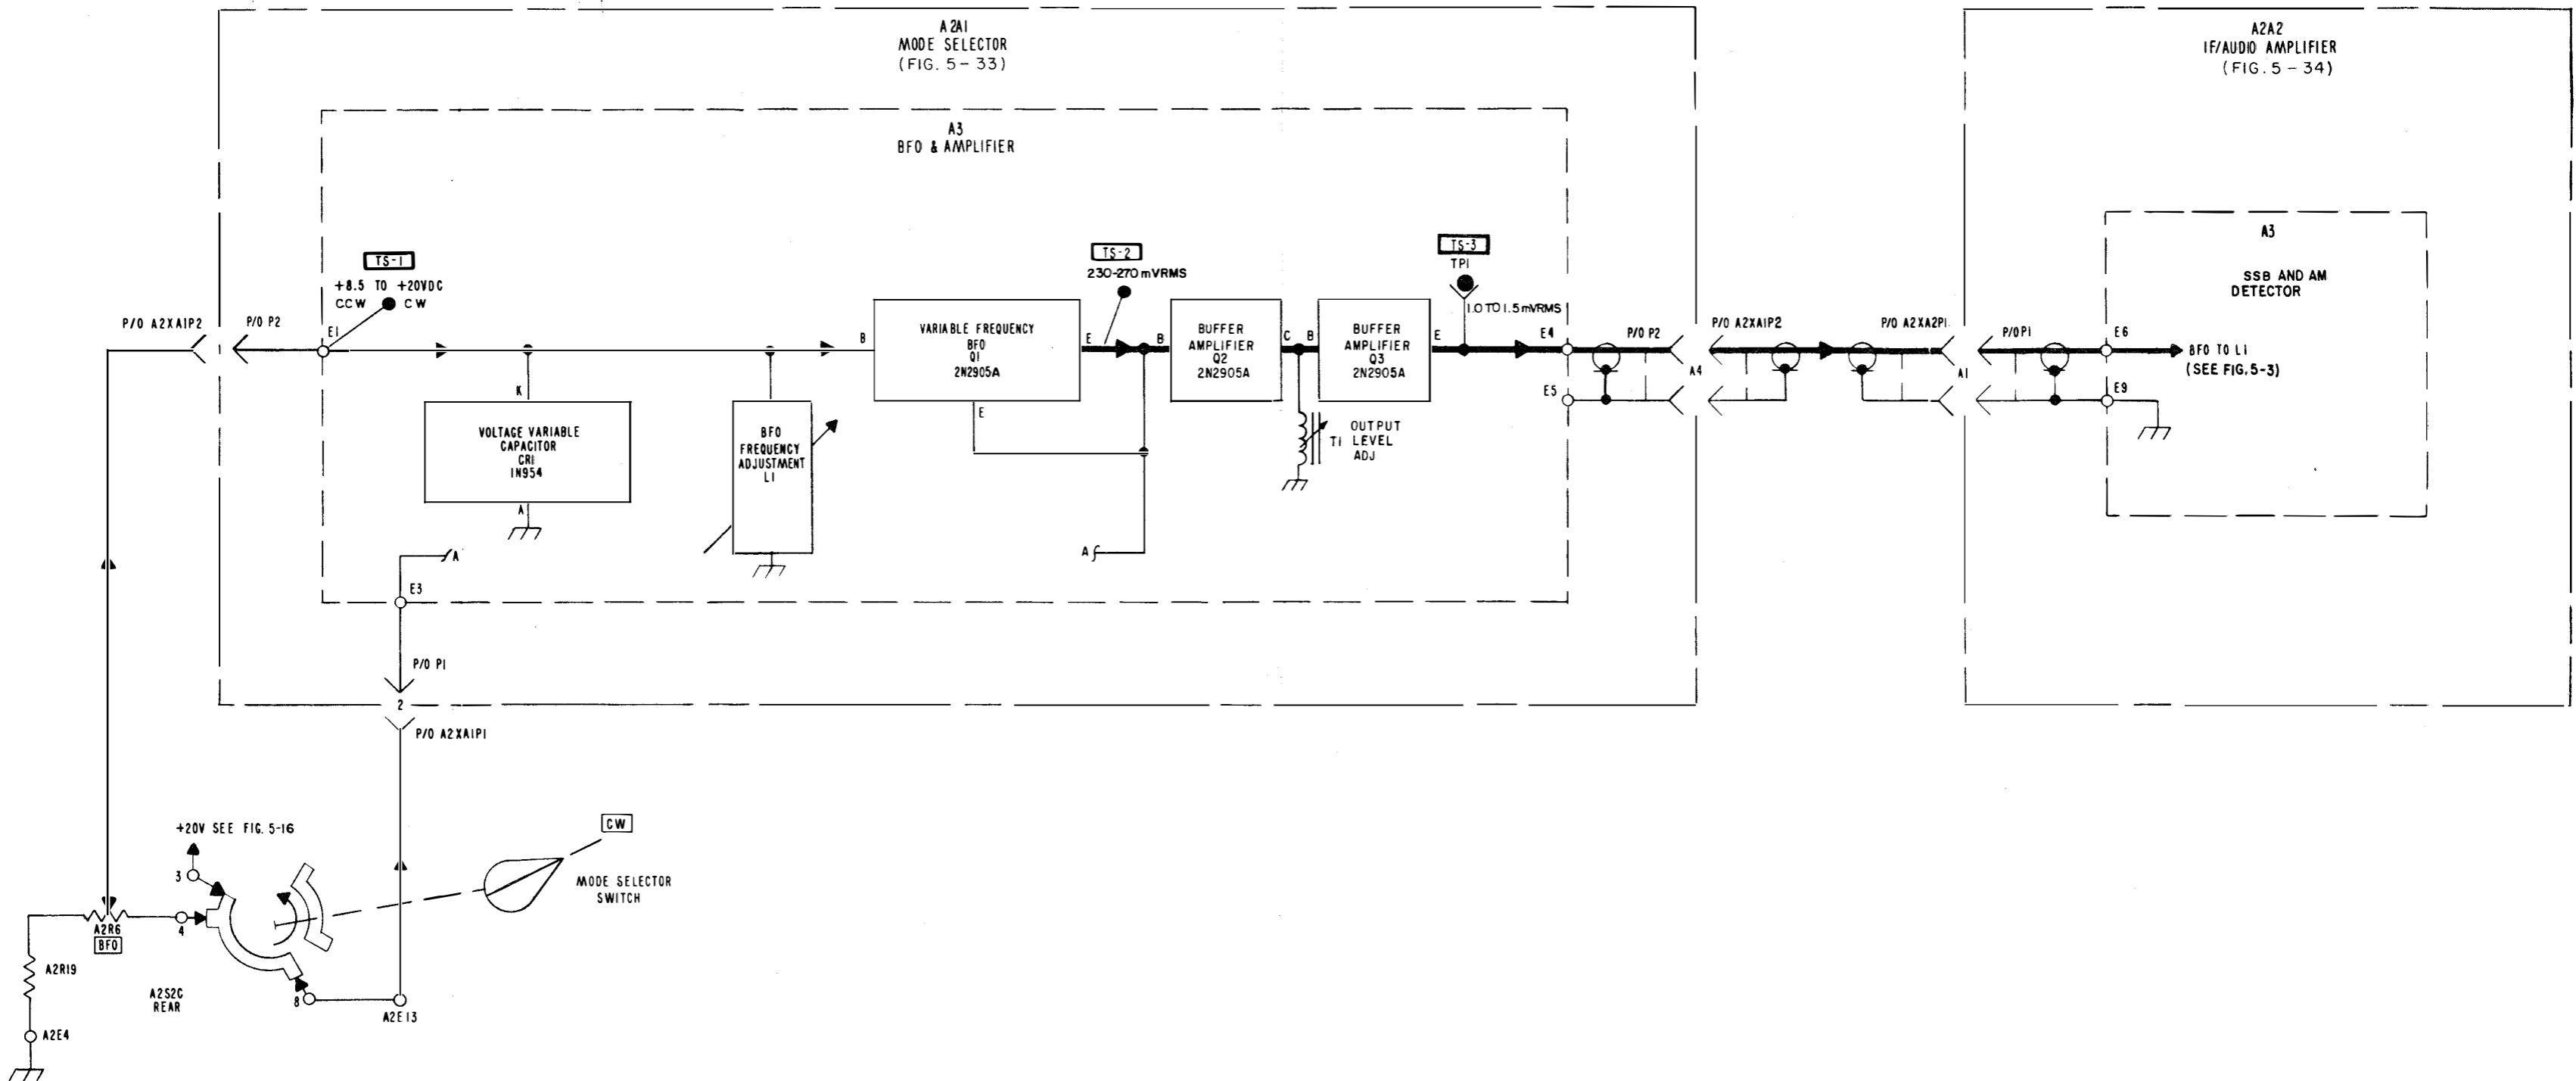 A2A1
MODE SELECTOR
(FIG. 5-33)
A2A2
IF/AUDIO AMPLIFIER
(FIG. 5-34)
A3
BFO & AMPLIFIER
A3
SSB AND AM
DETECTOR
TS-1
+8.5 TO +20VDC
CCW CW
TS-2
230-270mVRMS
TS-3
TP1
1.0 TO 1.5mVRMS
P/O A2XA1P2
1
P/O P2
E1
B
VARIABLE FREQUENCY
BFO
Q1
2N2905A
E
E
B
BUFFER
AMPLIFIER
Q2
2N2905A
C
B
BUFFER
AMPLIFIER
Q3
2N2905A
E
E4
P/O P2
P/O A2XA1P2
P/O A2XA2P1
P/O P1
E6
BFO TO L1
(SEE FIG. 5-3)
E5
A4
A1
E9
K
VOLTAGE VARIABLE
CAPACITOR
CR1
1N954
A
BFO
FREQUENCY
ADJUSTMENT
L1
T1
OUTPUT
LEVEL
ADJ
A
A
E3
P/O P1
2
P/O A2XA1P1
+20V SEE FIG. 5-16
3
4
8
A2R6
BFO
A2R19
A2S2C
REAR
A2E4
A2E13
CW
MODE SELECTOR
SWITCH